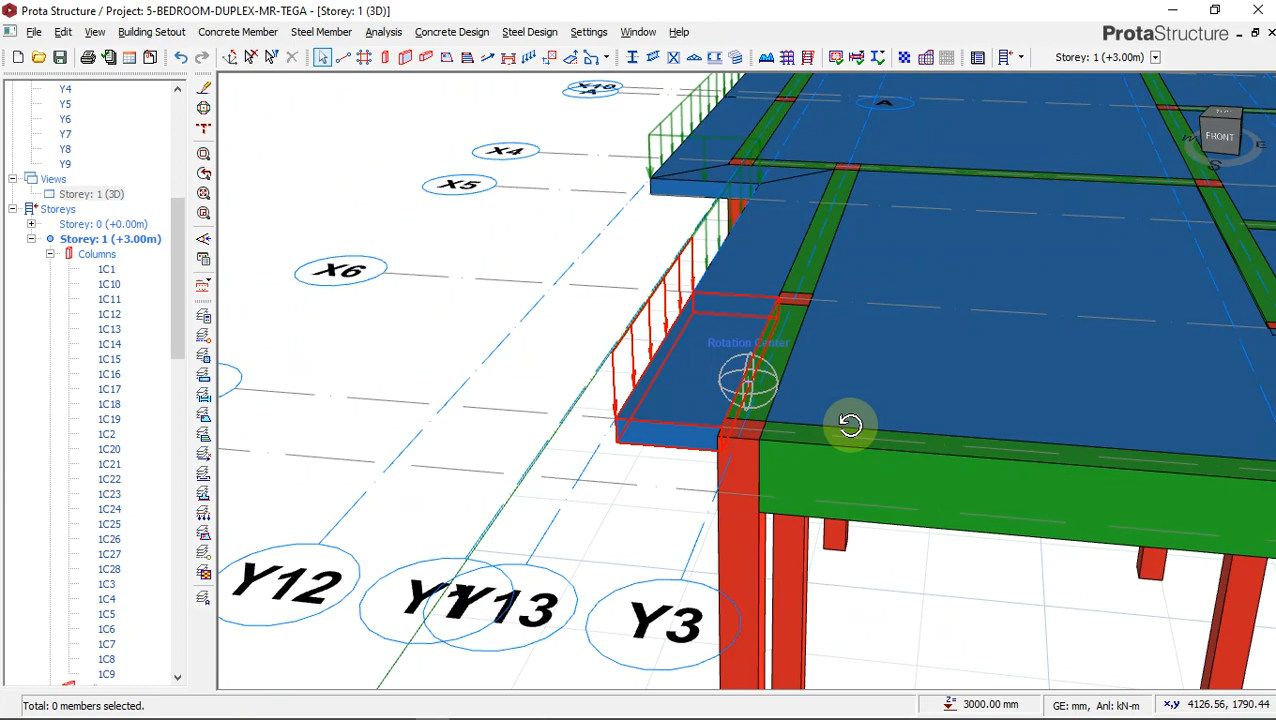 Prota Structure / Project: 5-BEDROOM-DUPLEX-MR-TEGA - [Storey: 1 (3D)]
File Edit View Building Setout Concrete Member Steel Member Analysis Concrete Design Steel Design Settings Window Help
ProtaStructure
Storey: 1 (+3.00m)
Y4
Y5
Y6
Y7
Y8
Y9
Views
Storey: 1 (3D)
Storeys
Storey: 0 (+0.00m)
Storey: 1 (+3.00m)
Columns
1C1
1C10
1C11
1C12
1C13
1C14
1C15
1C16
1C17
1C18
1C19
1C2
1C20
1C21
1C22
1C23
1C24
1C25
1C26
1C27
1C28
1C3
1C4
1C5
1C6
1C7
1C8
1C9
X10
A
A
X4
X5
X6
FRONT
W
E
S
Rotation Center
Y12
Y13
Y3
Total: 0 members selected.
Z= 3000.00 mm
GE: mm, Anl: kN-m
x,y 4126.56, 1790.44